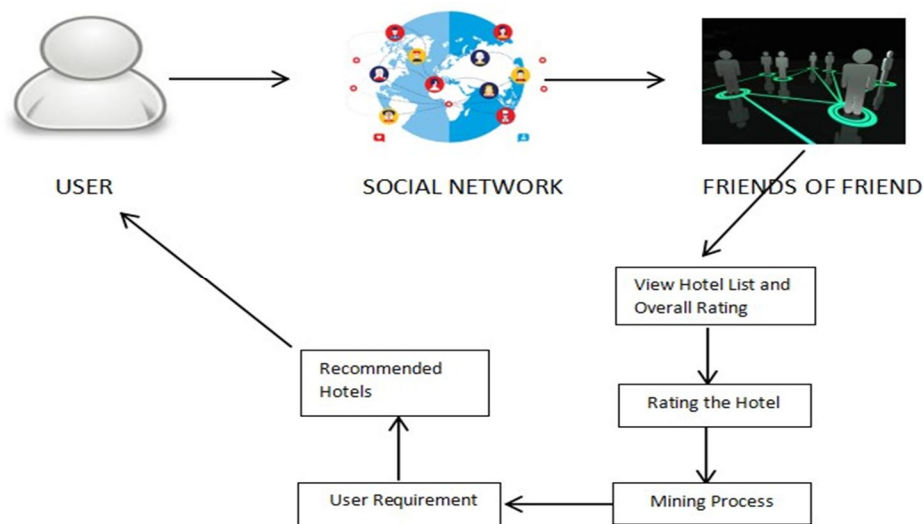 USER
SOCIAL NETWORK
FRIENDS OF FRIEND
View Hotel List and
Overall Rating
Recommended
Hotels
Rating the Hotel
User Requirement
Mining Process